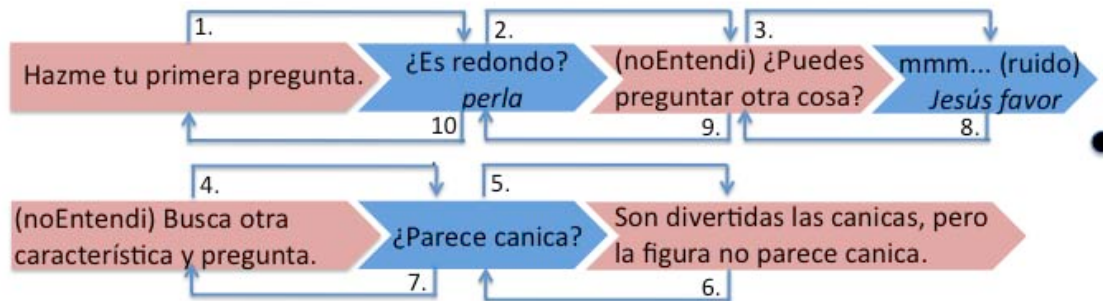 1.
2.
3.
Hazme tu primera pregunta.
¿Es redondo?
perla
(noEntendi) ¿Puedes
preguntar otra cosa?
mmm... (ruido)
Jesús favor
10
9.
8.
4.
5.
(noEntendi) Busca otra
característica y pregunta.
¿Parece canica?
Son divertidas las canicas, pero
la figura no parece canica.
7.
6.